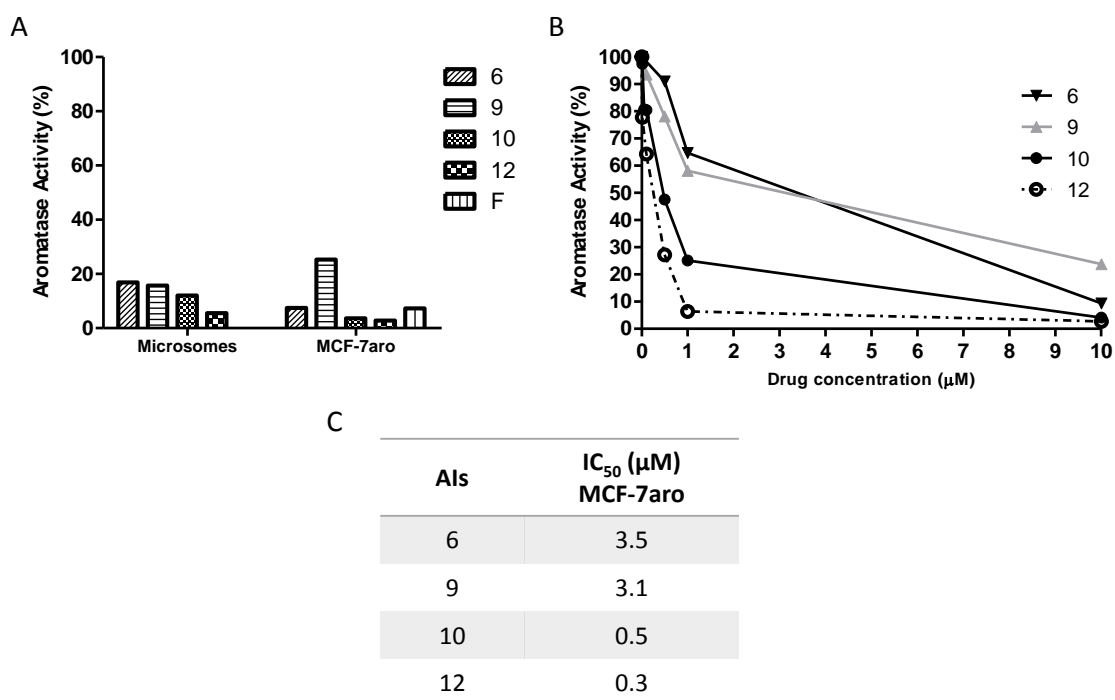 A
Aromatase Activity (%)
100
80
60
40
20
0
Microsomes MCF-7aro
6
9
10
12
F
B
Aromatase Activity (%)
100
90
80
70
60
50
40
30
20
10
0
0 1 2 3 4 5 6 7 8 9 10
Drug concentration (μM)
6
9
10
12
C
AIs IC50 (μM) MCF-7aro
6 3.5
9 3.1
10 0.5
12 0.3